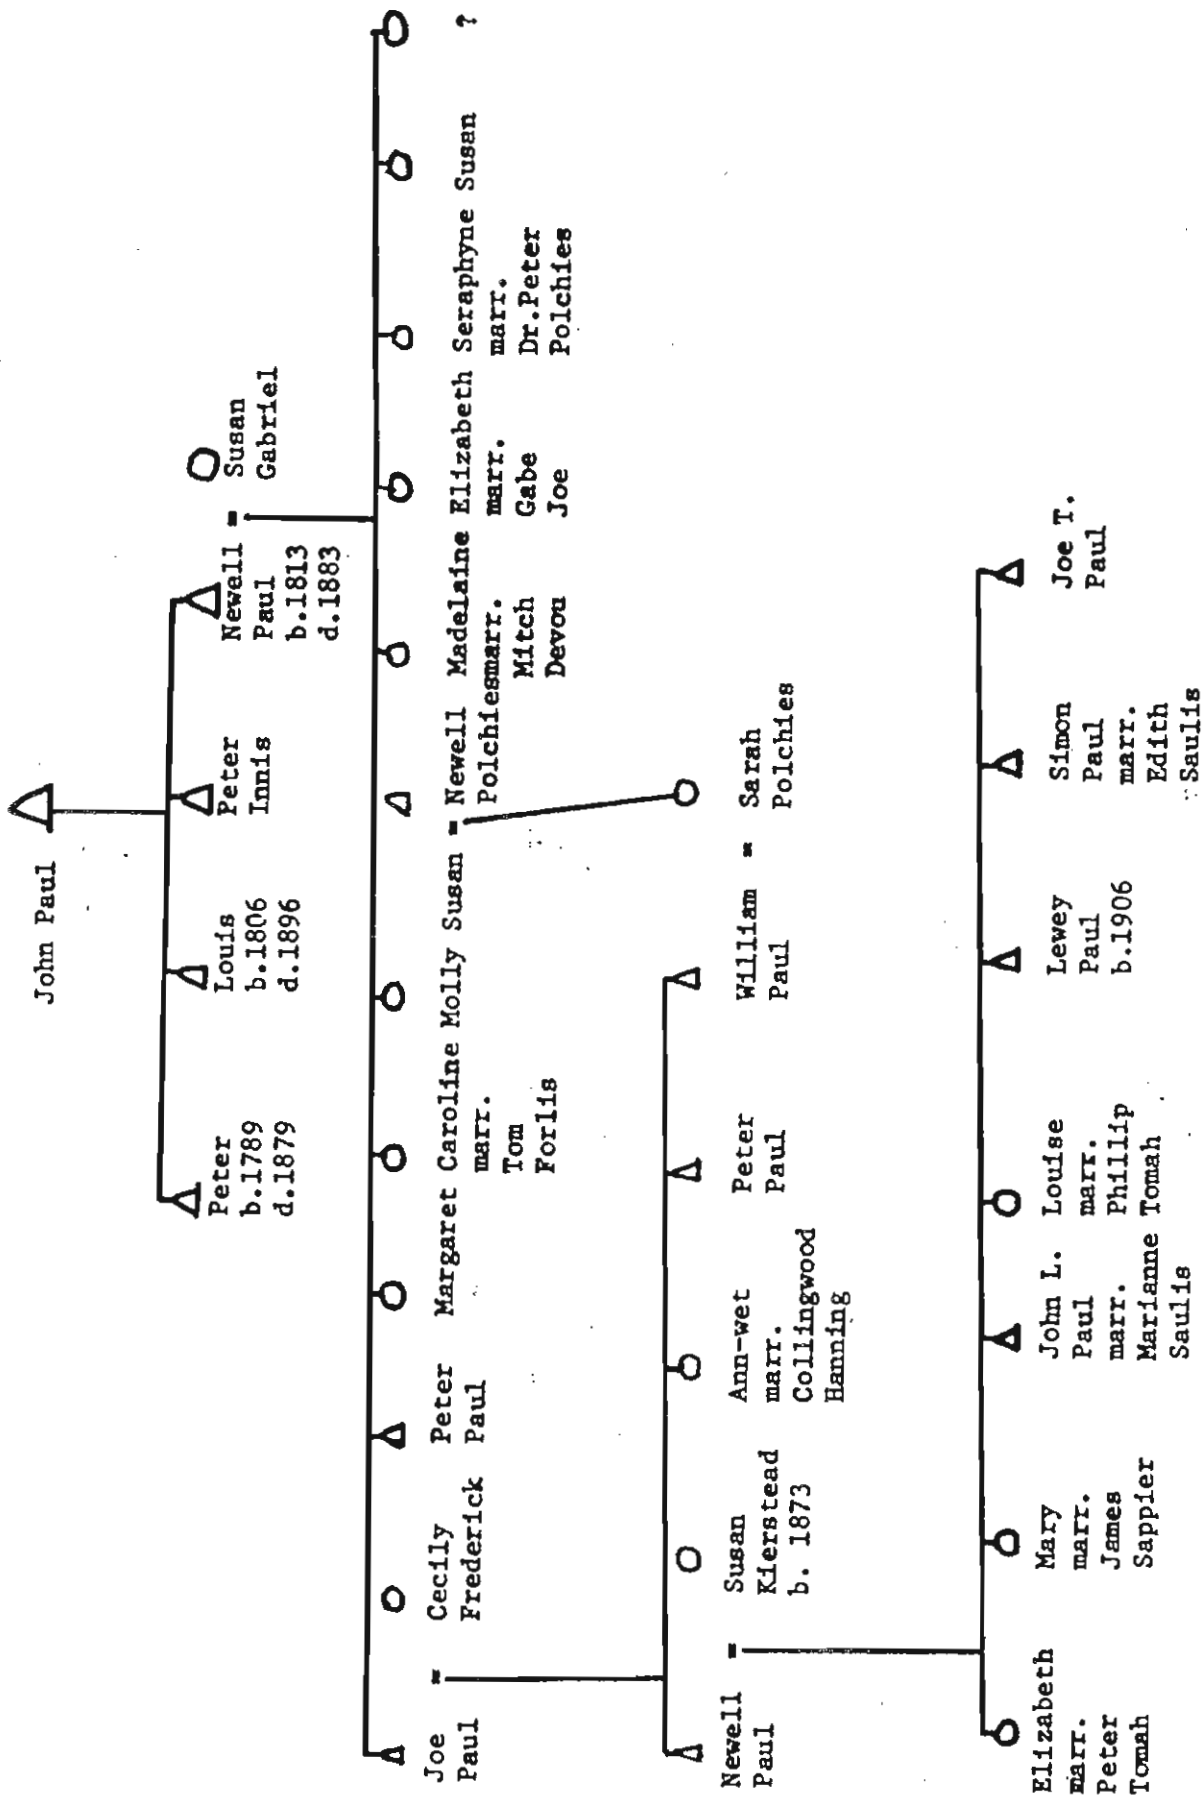 John Paul
Peter
b.1789
d.1879
Louis
b.1806
d.1896
Peter
Innis
Newell =
Paul
b.1813
d.1883
Susan
Gabriel
Joe =
Paul
Cecily
Frederick
Peter
Paul
Margaret
Caroline
marr.
Tom
Forlis
Molly Susan =
Newell
Polchies
Madelaine
marr.
Mitch
Devou
Elizabeth
marr.
Gabe
Joe
Seraphyne
marr.
Dr.Peter
Polchies
Susan
?
Newell =
Paul
Susan
Kierstead
b. 1873
Ann-wet
marr.
Collingwood
Hanning
Peter
Paul
William =
Paul
Sarah
Polchies
Elizabeth
marr.
Peter
Tomah
Mary
marr.
James
Sappier
John L.
Paul
marr.
Marianne
Saulis
Louise
marr.
Phillip
Tomah
Lewey
Paul
b.1906
Simon
Paul
marr.
Edith
Saulis
Joe T.
Paul